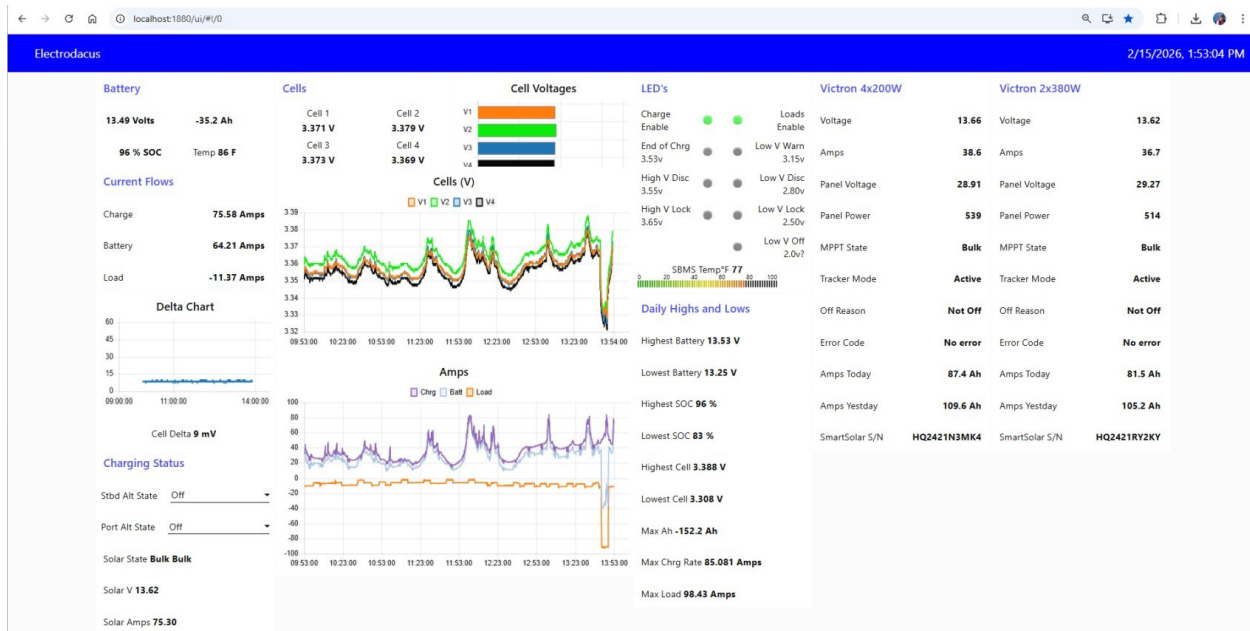 localhost:1880/ui/#!/0
Electrodacus
2/15/2026, 1:53:04 PM
Battery
13.49 Volts -35.2 Ah
96 % SOC Temp 86 F
Current Flows
Charge 75.58 Amps
Battery 64.21 Amps
Load -11.37 Amps
Delta Chart
60
45
30
15
0
09:00:00 11:00:00 14:00:00
Cell Delta 9 mV
Charging Status
Stbd Alt State Off
Port Alt State Off
Solar State Bulk Bulk
Solar V 13.62
Solar Amps 75.30
Cells
Cell 1 Cell 2
3.371 V 3.379 V
Cell 3 Cell 4
3.373 V 3.369 V
Cell Voltages
V1
V2
V3
V4
Cells (V)
V1 V2 V3 V4
3.39
3.38
3.37
3.36
3.35
3.34
3.33
3.32
09:53:00 10:23:00 10:53:00 11:23:00 11:53:00 12:23:00 12:53:00 13:23:00 13:54:00
Amps
Chrg Batt Load
100
80
60
40
20
0
-20
-40
-60
-80
-100
09:53:00 10:23:00 10:53:00 11:23:00 11:53:00 12:23:00 12:53:00 13:23:00 13:53:00
LED's
Charge Loads
Enable Enable
End of Chrg Low V Warn
3.53v 3.15v
High V Disc Low V Disc
3.55v 2.80v
High V Lock Low V Lock
3.65v 2.50v
Low V Off
2.0v?
SBMS Temp°F 77
0 20 40 60 80 100
Daily Highs and Lows
Highest Battery 13.53 V
Lowest Battery 13.25 V
Highest SOC 96 %
Lowest SOC 83 %
Highest Cell 3.388 V
Lowest Cell 3.308 V
Max Ah -152.2 Ah
Max Chrg Rate 85.081 Amps
Max Load 98.43 Amps
Victron 4x200W
Voltage 13.66
Amps 38.6
Panel Voltage 28.91
Panel Power 539
MPPT State Bulk
Tracker Mode Active
Off Reason Not Off
Error Code No error
Amps Today 87.4 Ah
Amps Yestday 109.6 Ah
SmartSolar S/N HQ2421N3MK4
Victron 2x380W
Voltage 13.62
Amps 36.7
Panel Voltage 29.27
Panel Power 514
MPPT State Bulk
Tracker Mode Active
Off Reason Not Off
Error Code No error
Amps Today 81.5 Ah
Amps Yestday 105.2 Ah
SmartSolar S/N HQ2421RY2KY